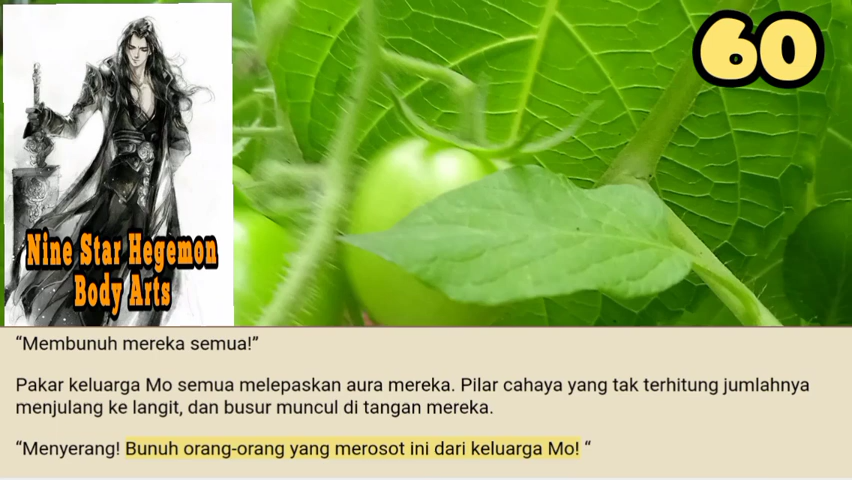 60
Nine Star Hegemon
Body Arts
“Membunuh mereka semua!”
Pakar keluarga Mo semua melepaskan aura mereka. Pilar cahaya yang tak terhitung jumlahnya
menjulang ke langit, dan busur muncul di tangan mereka.
“Menyerang! Bunuh orang-orang yang merosot ini dari keluarga Mo! “